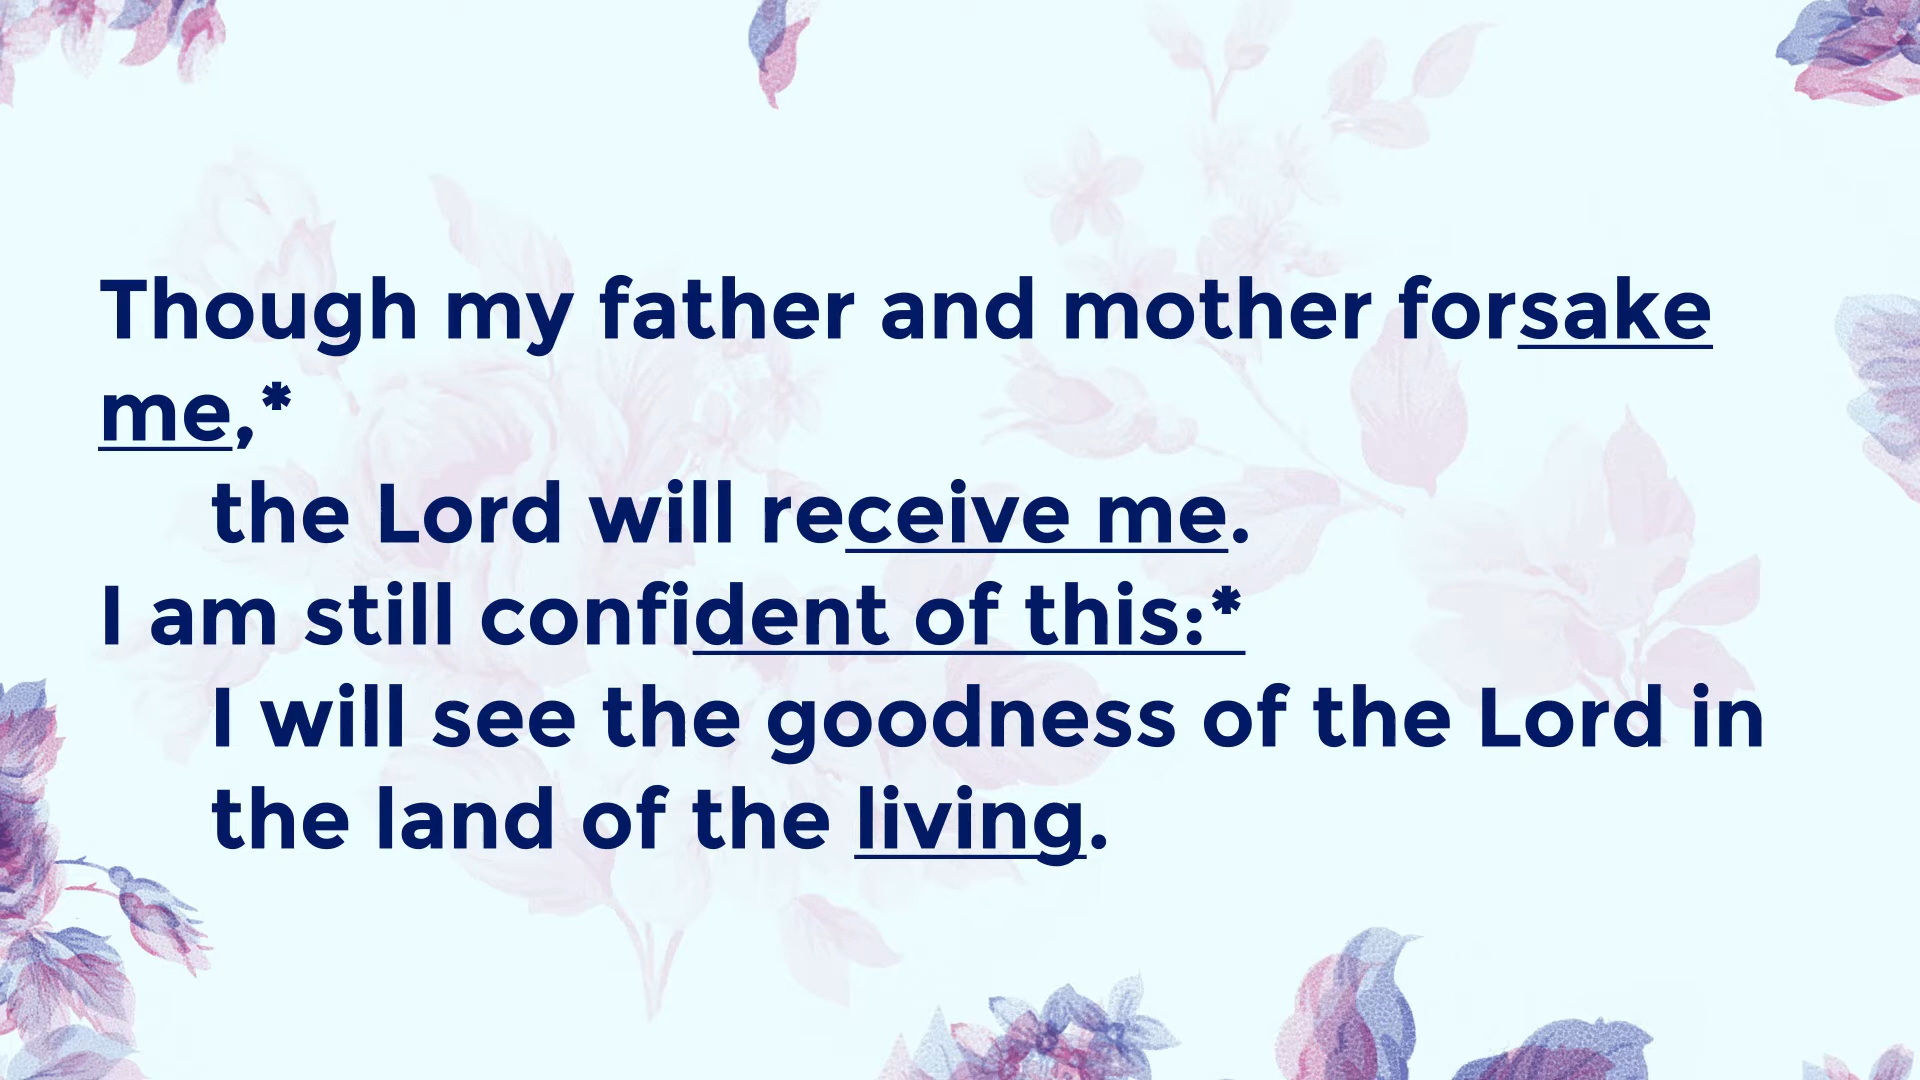 Though my father and mother forsake
me,*
the Lord will receive me.
I am still confident of this:*
I will see the goodness of the Lord in
the land of the living.